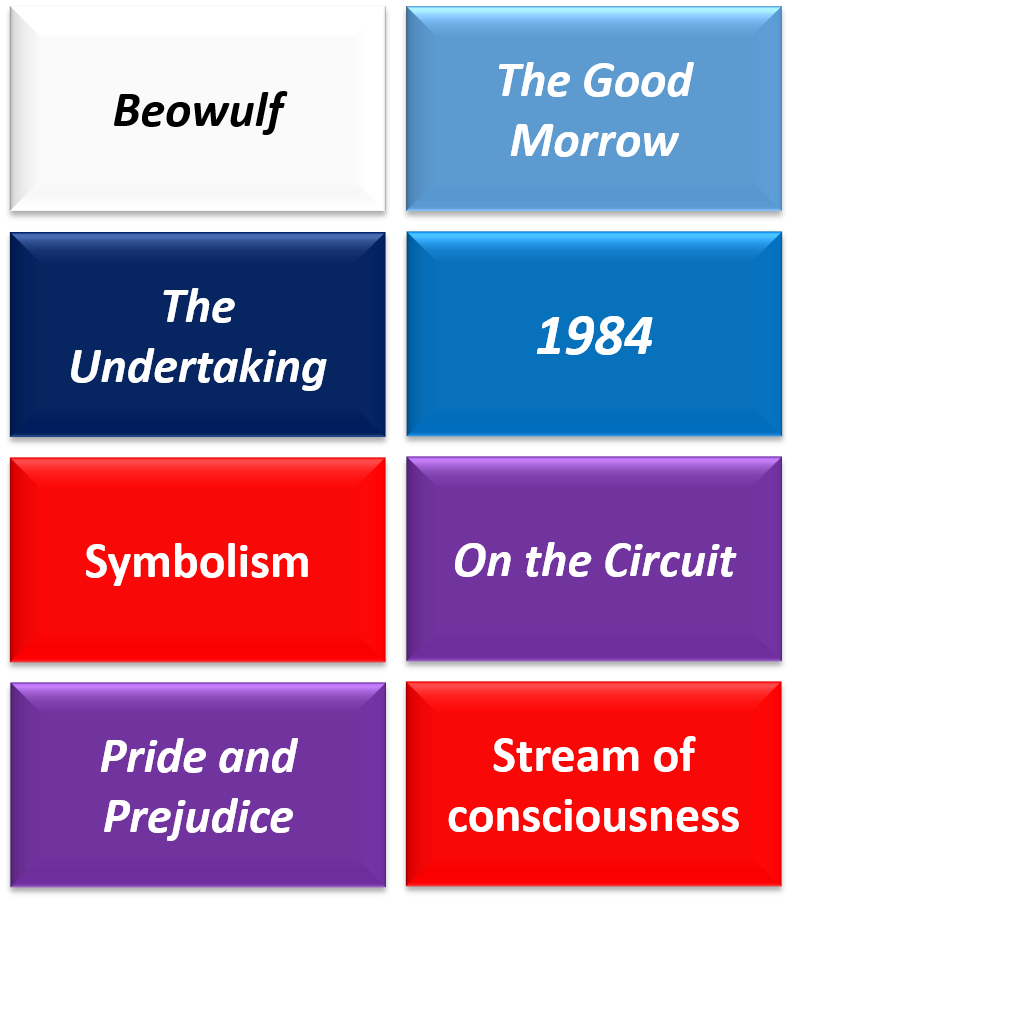 Beowulf
The Good
Morrow
The
Undertaking
1984
Symbolism
On the Circuit
Pride and
Prejudice
Stream of
consciousness